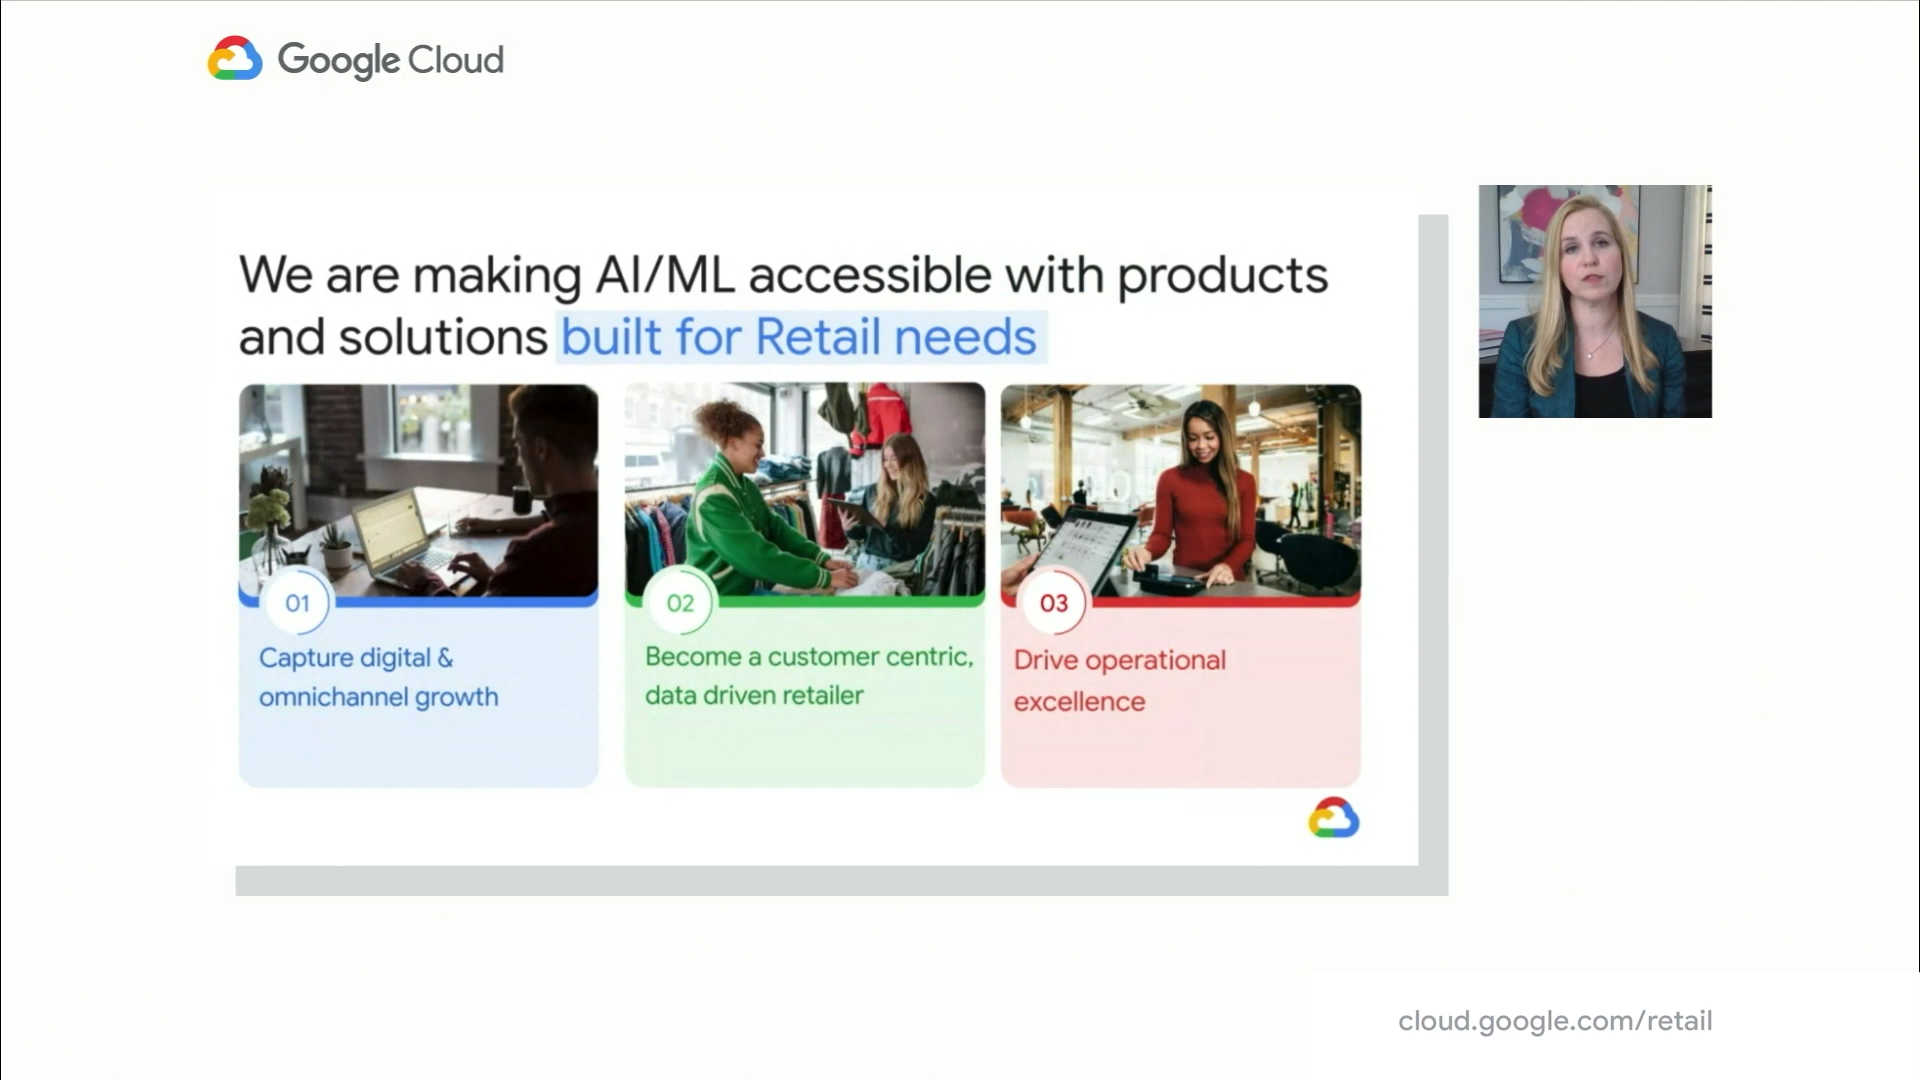 Google Cloud
We are making AI/ML accessible with products
and solutions built for Retail needs
01
Capture digital &
omnichannel growth
02
Become a customer centric,
data driven retailer
03
Drive operational
excellence
cloud.google.com/retail